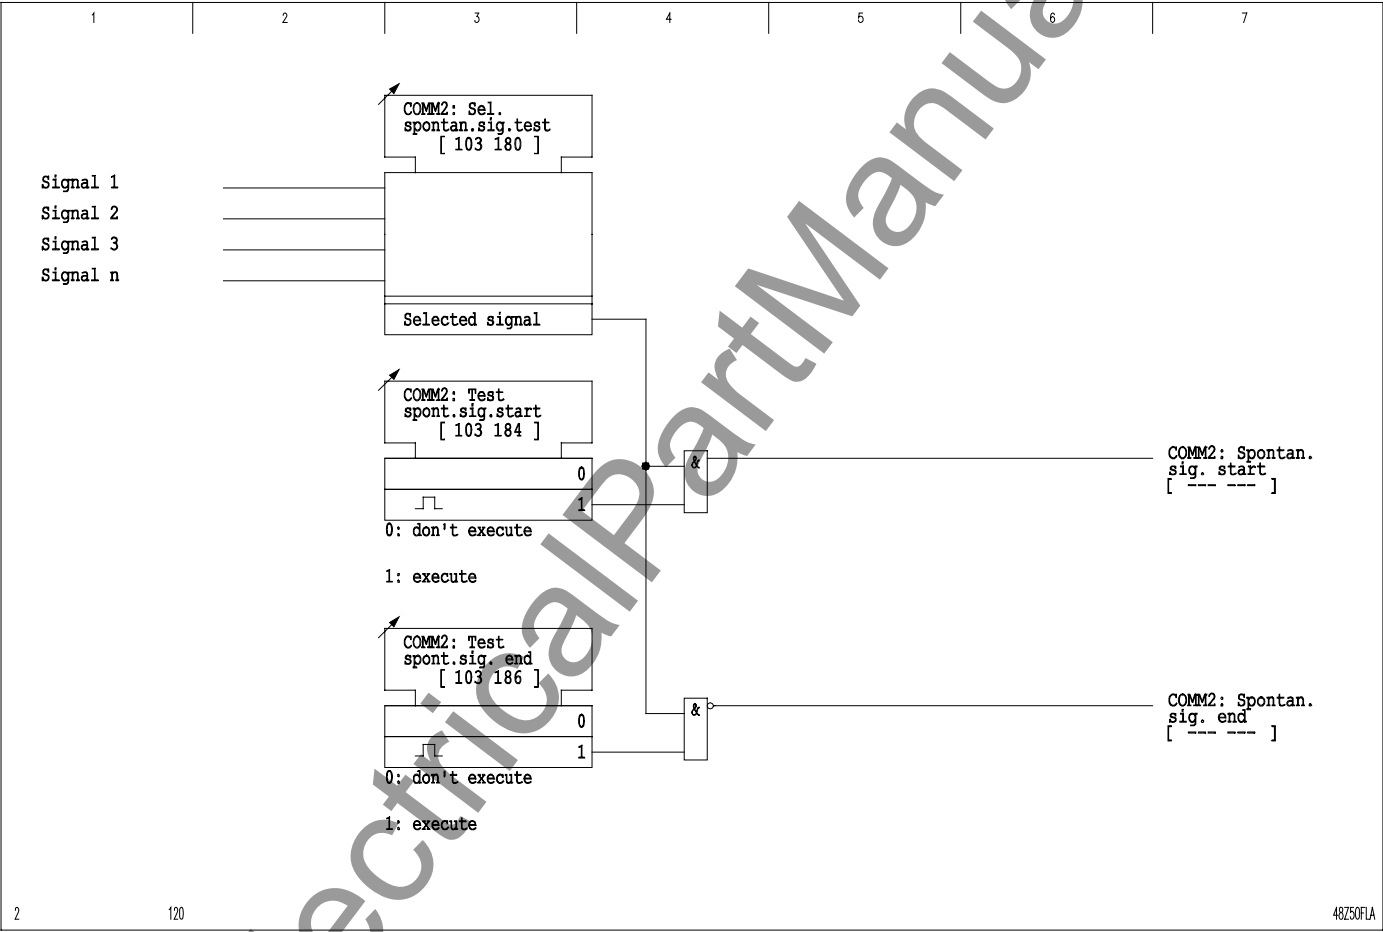 1 2 3 4 5 6 7
COMM2: Sel.
spontan.sig.test
[ 103 180 ]
Signal 1
Signal 2
Signal 3
Signal n
Selected signal
COMM2: Test
spont.sig.start
[ 103 184 ]
0
1
0: don't execute
1: execute
&
COMM2: Spontan.
sig. start
[ --- --- ]
COMM2: Test
spont.sig. end
[ 103 186 ]
0
1
0: don't execute
1: execute
&
COMM2: Spontan.
sig. end
[ --- --- ]
2 120 48Z50FLA
ectricalPartManua